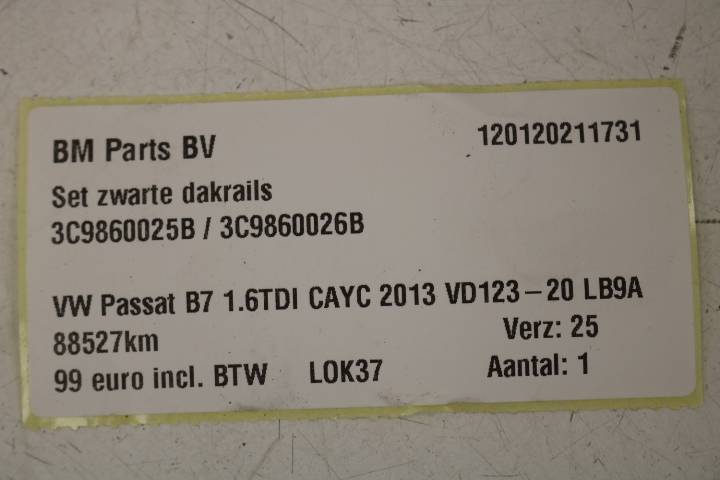 BM Parts BV 120120211731
Set zwarte dakrails
3C9860025B / 3C9860026B
VW Passat B7 1.6TDI CAYC 2013 VD123-20 LB9A
88527km Verz: 25
99 euro incl. BTW LOK37 Aantal: 1